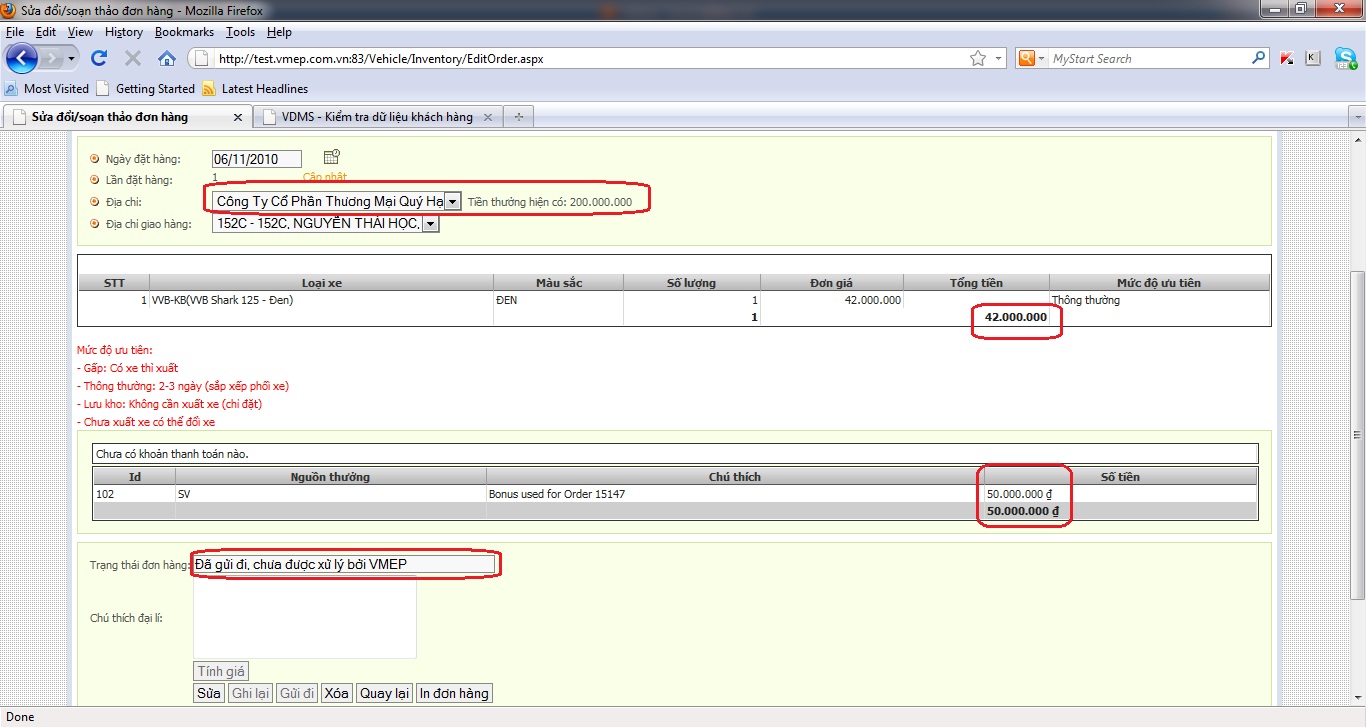 Sửa đổi/soạn thảo đơn hàng - Mozilla Firefox
File Edit View History Bookmarks Tools Help
http://test.vmep.com.vn:83/Vehicle/Inventory/EditOrder.aspx MyStart Search
Most Visited Getting Started Latest Headlines
Sửa đổi/soạn thảo đơn hàng VDMS - Kiểm tra dữ liệu khách hàng
Ngày đặt hàng: 06/11/2010
Lần đặt hàng: 1 Cập nhật
Địa chỉ: Công Ty Cổ Phần Thương Mại Quý Ha Tiền thưởng hiện có: 200.000.000
Địa chỉ giao hàng: 152C - 152C, NGUYỄN THÁI HỌC,
STT Loại xe Màu sắc Số lượng Đơn giá Tổng tiền Mức độ ưu tiên
1 VVB-KB(VVB Shark 125 - Đen) ĐEN 1 42.000.000 Thông thường
1 42.000.000
Mức độ ưu tiên:
- Gấp: Có xe thì xuất
- Thông thường: 2-3 ngày (sắp xếp phối xe)
- Lưu kho: Không cần xuất xe (chỉ đặt)
- Chưa xuất xe có thể đổi xe
Chưa có khoản thanh toán nào.
Id Nguồn thưởng Chú thích Số tiền
102 SV Bonus used for Order 15147 50.000.000 ₫
50.000.000 ₫
Trạng thái đơn hàng: Đã gửi đi, chưa được xử lý bởi VMEP
Chú thích đại lí:
Tính giá
Sửa Ghi lại Gửi đi Xóa Quay lại In đơn hàng
Done